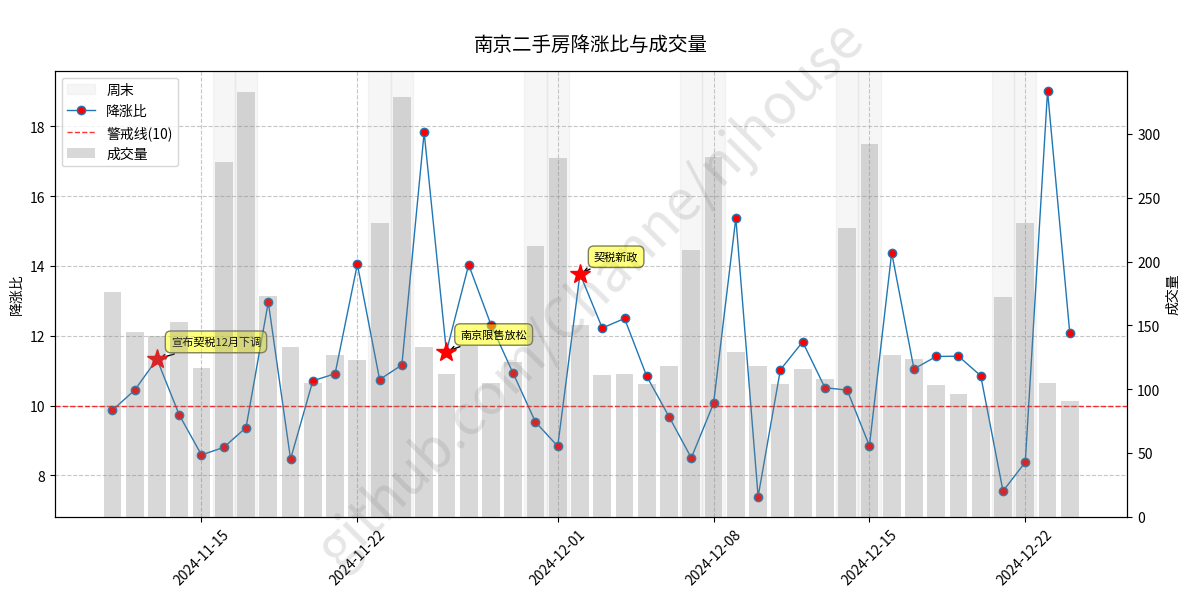 南京二手房降涨比与成交量
周末
降涨比
警戒线(10)
成交量
18
16
14
12
10
8
降涨比
300
250
200
150
100
50
0
成交量
宣布契税12月下调
南京限售放松
契税新政
2024-11-15
2024-11-22
2024-12-01
2024-12-08
2024-12-15
2024-12-22
github.com/channe/njhouse